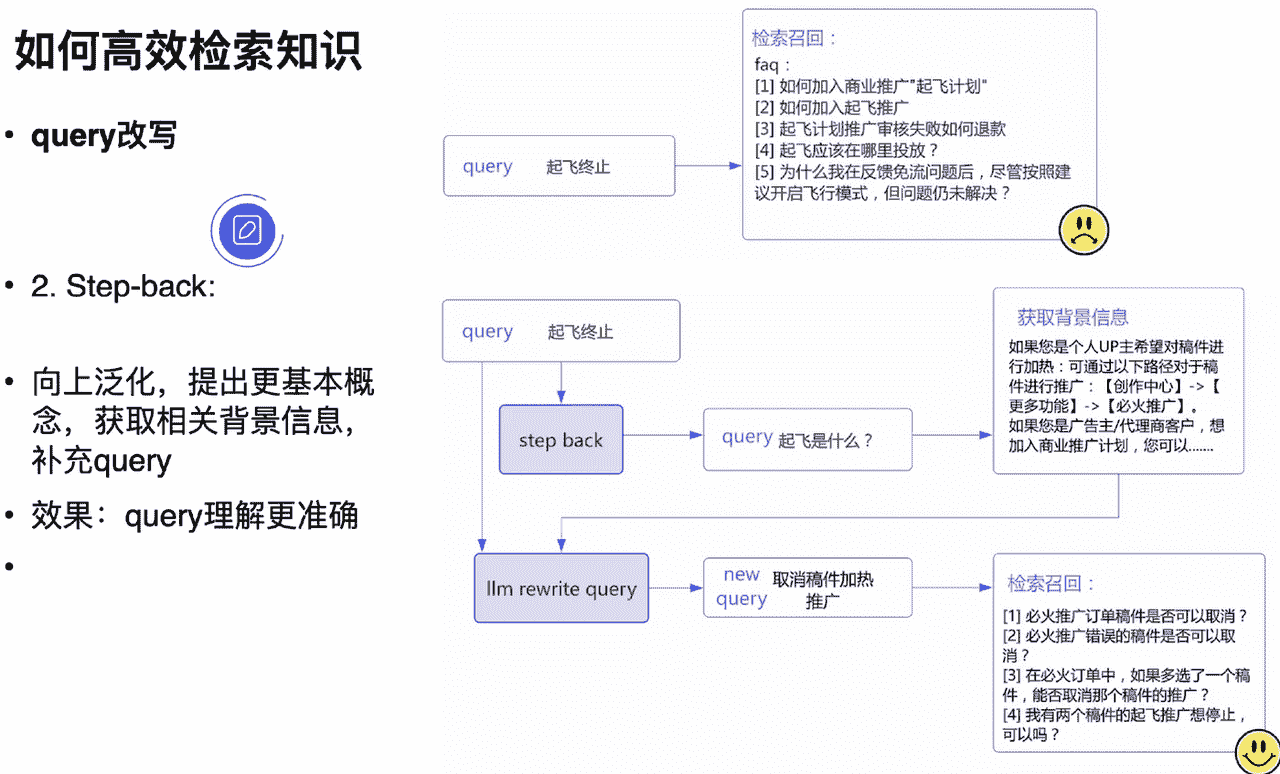 如何高效检索知识
• query改写
• 2. Step-back:
• 向上泛化，提出更基本概
念，获取相关背景信息，
补充query
• 效果：query理解更准确
•
query 起飞终止
检索召回：
faq：
[1] 如何加入商业推广"起飞计划"
[2] 如何加入起飞推广
[3] 起飞计划推广审核失败如何退款
[4] 起飞应该在哪里投放？
[5] 为什么我在反馈免流问题后，尽管按照建
议开启飞行模式，但问题仍未解决？
query 起飞终止
step back
query 起飞是什么？
获取背景信息
如果您是个人UP主希望对稿件进
行加热：可通过以下路径对于稿
件进行推广：【创作中心】->【
更多功能】->【必火推广】。
如果您是广告主/代理商客户，想
加入商业推广计划，您可以.......
llm rewrite query
new query
取消稿件加热
推广
检索召回：
[1] 必火推广订单稿件是否可以取消？
[2] 必火推广错误的稿件是否可以取
消？
[3] 在必火订单中，如果多选了一个稿
件，能否取消那个稿件的推广？
[4] 我有两个稿件的起飞推广想停止，
可以吗？